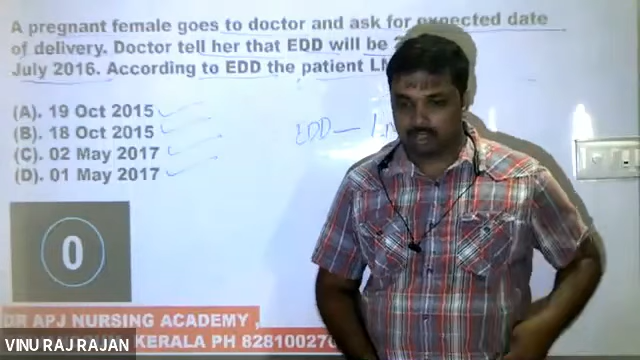 A pregnant female goes to doctor and ask for expected date
of delivery. Doctor tell her that EDD will be
July 2016. According to EDD the patient
(A). 19 Oct 2015
(B). 18 Oct 2015
(C). 02 May 2017
(D). 01 May 2017
EDD —
0
DR APJ NURSING ACADEMY ,
KERALA PH 82810027
VINU RAJ RAJAN